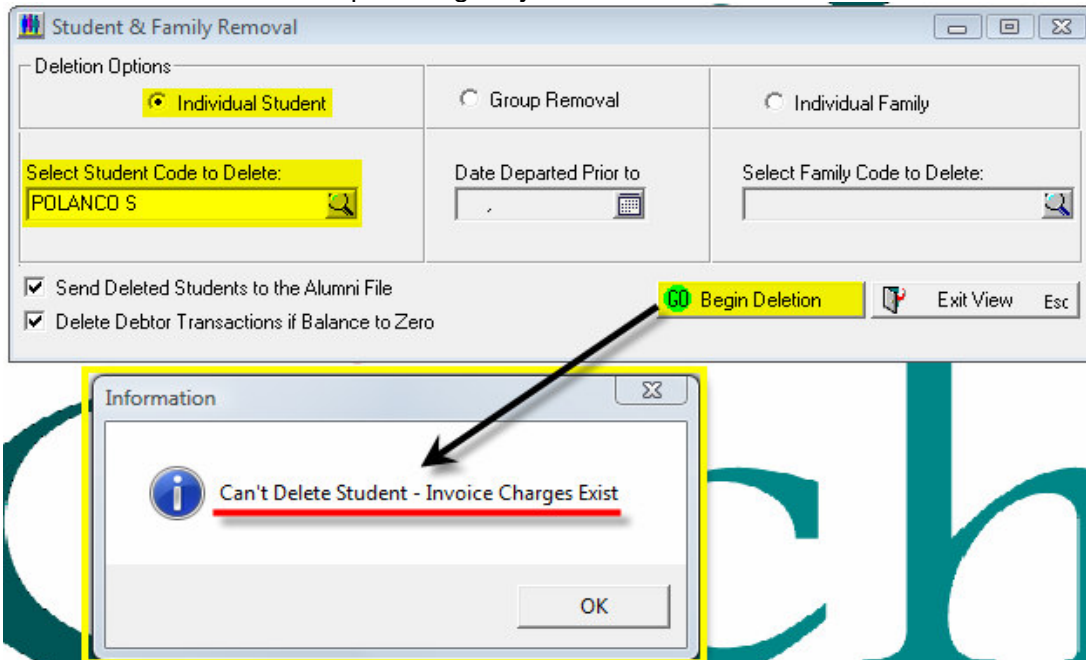 Student & Family Removal
Deletion Options
Individual Student
Group Removal
Individual Family
Select Student Code to Delete:
Date Departed Prior to
Select Family Code to Delete:
POLANCO S
,
Send Deleted Students to the Alumni File
Delete Debtor Transactions if Balance to Zero
GO Begin Deletion
Exit View Esc
Information
Can't Delete Student - Invoice Charges Exist
OK
ch